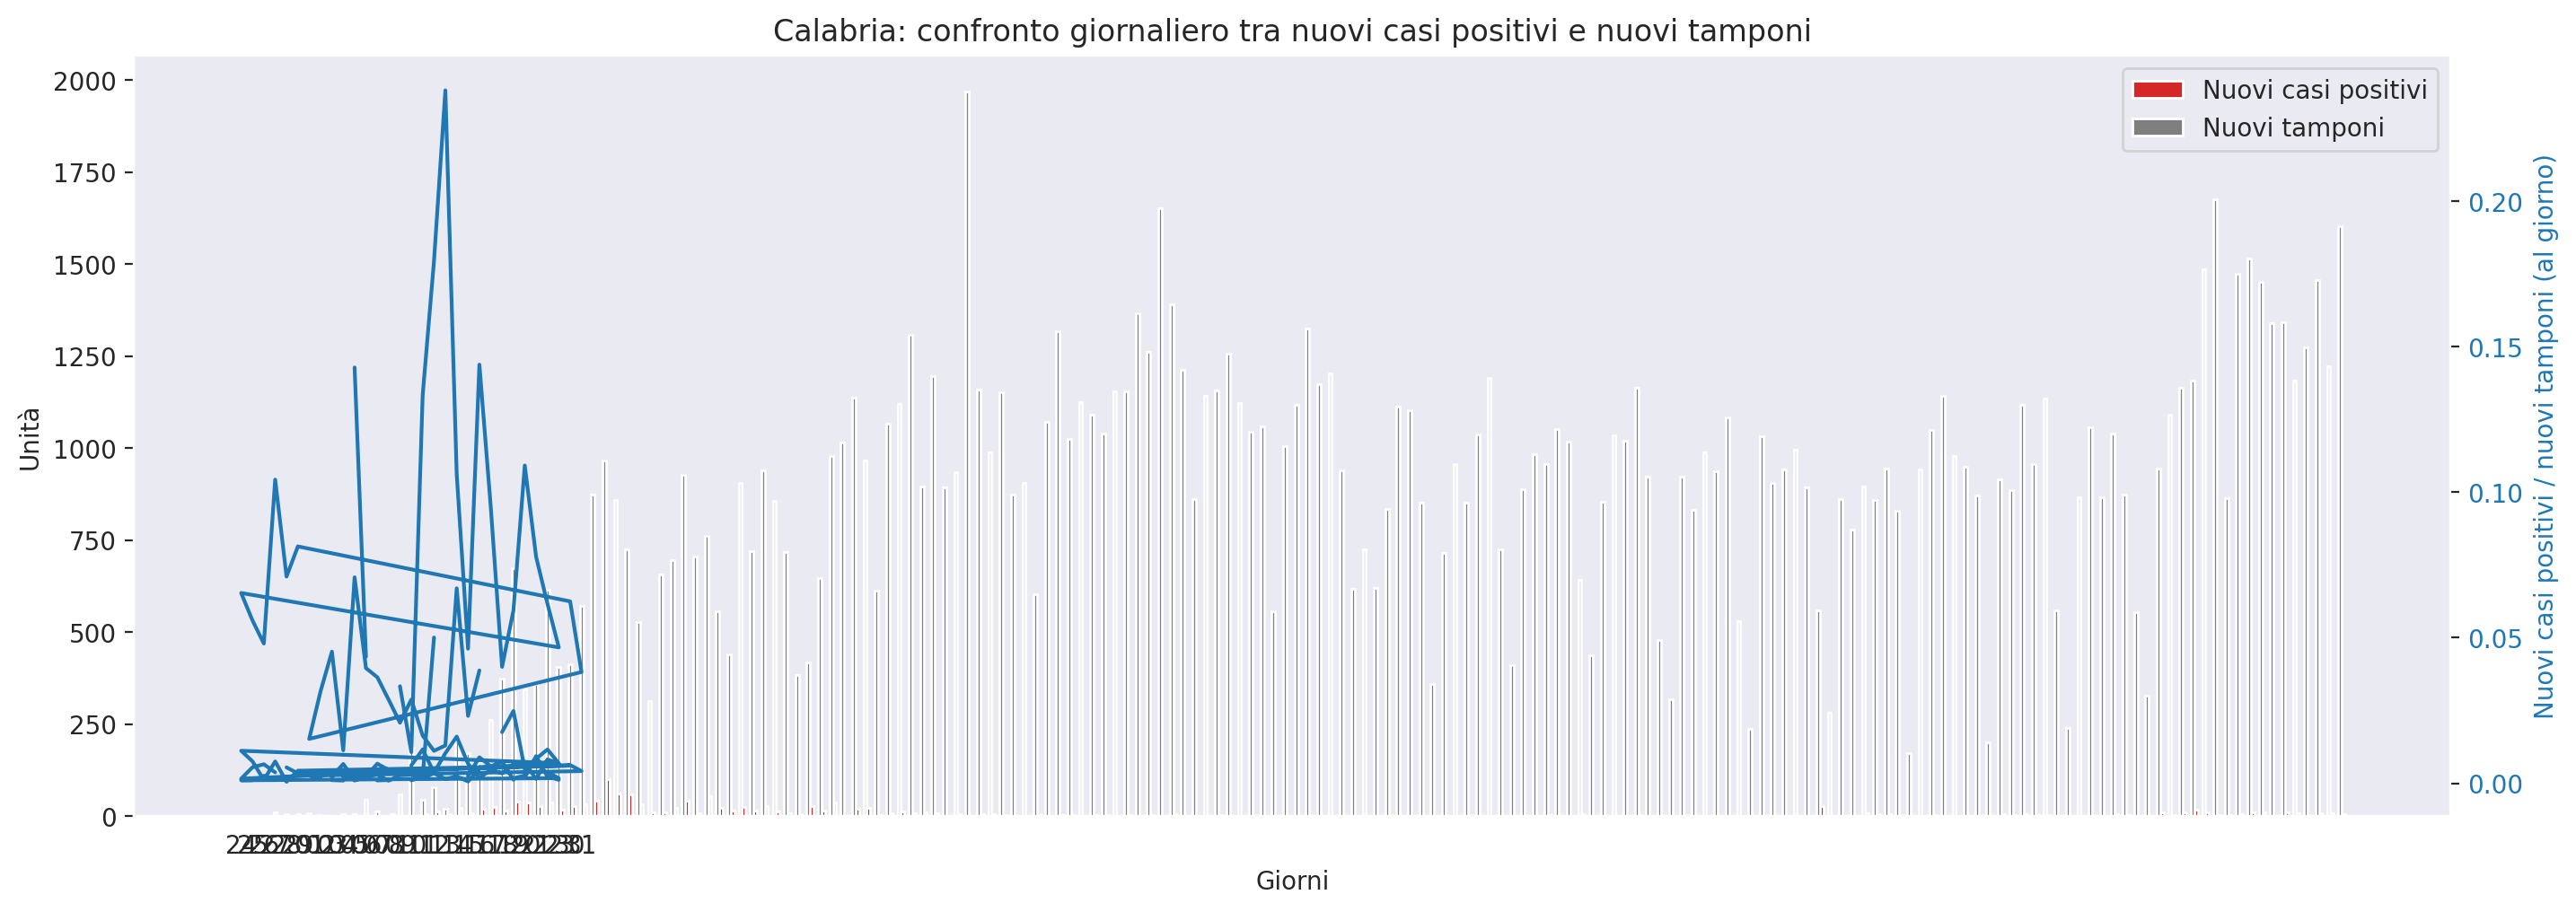 Calabria: confronto giornaliero tra nuovi casi positivi e nuovi tamponi
Nuovi casi positivi
Nuovi tamponi
2000
1750
1500
1250
1000
750
500
250
0
Unità
0.20
0.15
0.10
0.05
0.00
Nuovi casi positivi / nuovi tamponi (al giorno)
Giorni